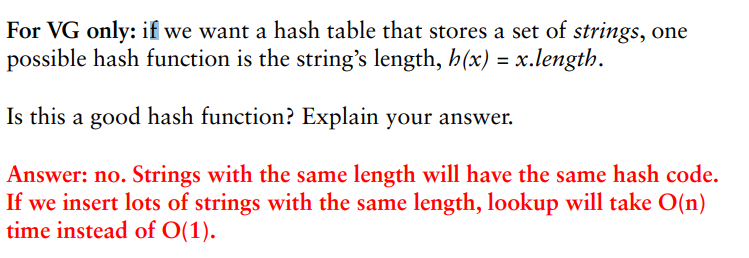 For VG only: if we want a hash table that stores a set of strings, one
possible hash function is the string’s length, h(x) = x.length.
Is this a good hash function? Explain your answer.
Answer: no. Strings with the same length will have the same hash code.
If we insert lots of strings with the same length, lookup will take O(n)
time instead of O(1).